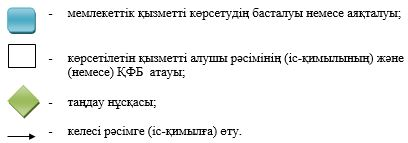 - мемлекеттік қызметті көрсетудің басталуы немесе аяқталуы;
- көрсетілетін қызметті алушы рәсімінің (іс-қимылының) және
(немесе) ҚФБ атауы;
- таңдау нұсқасы;
- келесі рәсімге (іс-қимылға) өту.